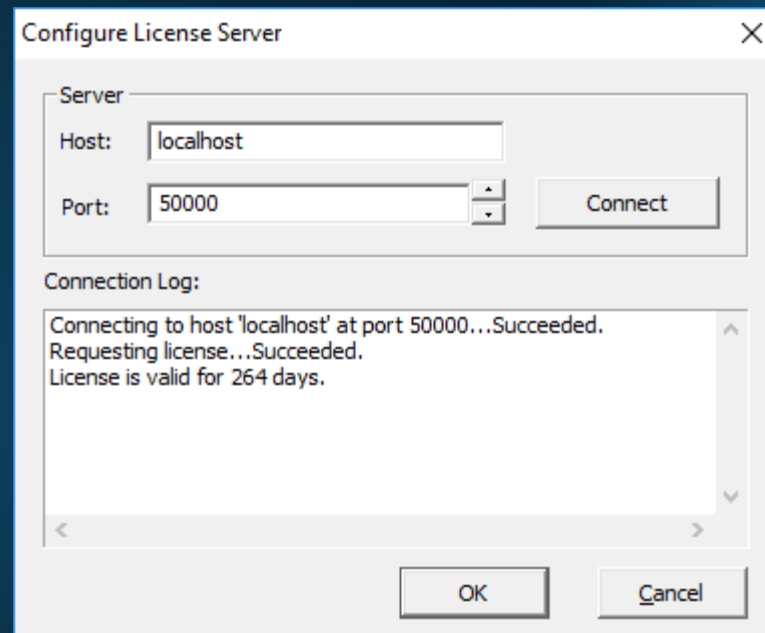 Configure License Server
Server
Host:
localhost
Port:
50000
Connect
Connection Log:
Connecting to host 'localhost' at port 50000...Succeeded.
Requesting license...Succeeded.
License is valid for 264 days.
OK
Cancel